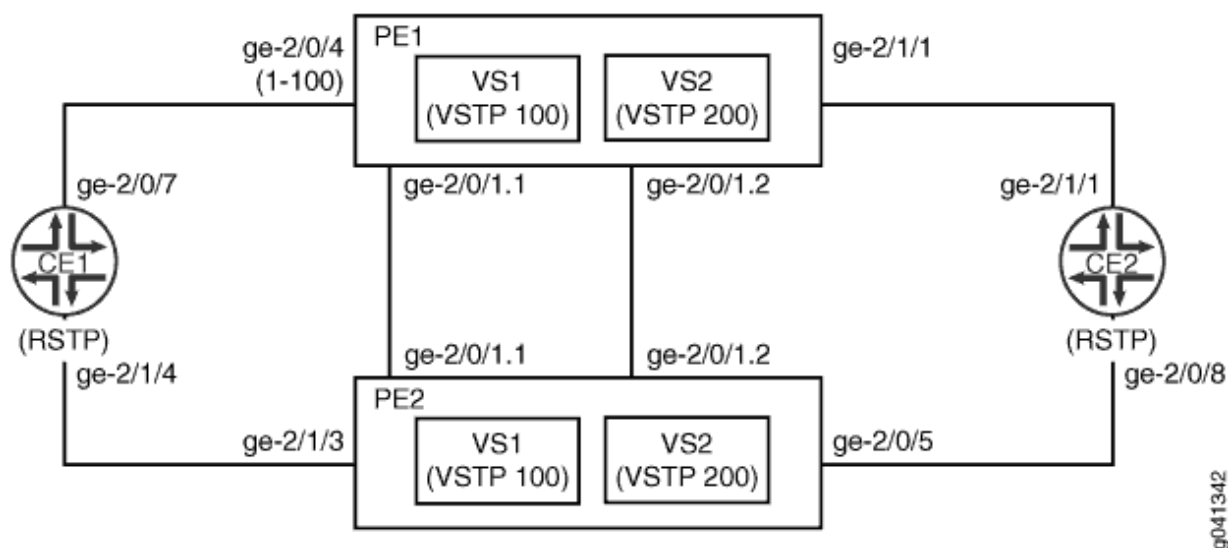 PE1
ge-2/0/4
(1-100)
ge-2/1/1
VS1
(VSTP 100)
VS2
(VSTP 200)
ge-2/0/7
ge-2/0/1.1
ge-2/0/1.2
ge-2/1/1
CE1
CE2
(RSTP)
(RSTP)
ge-2/1/4
ge-2/0/1.1
ge-2/0/1.2
ge-2/0/8
PE2
ge-2/1/3
VS1
(VSTP 100)
VS2
(VSTP 200)
ge-2/0/5
g041342